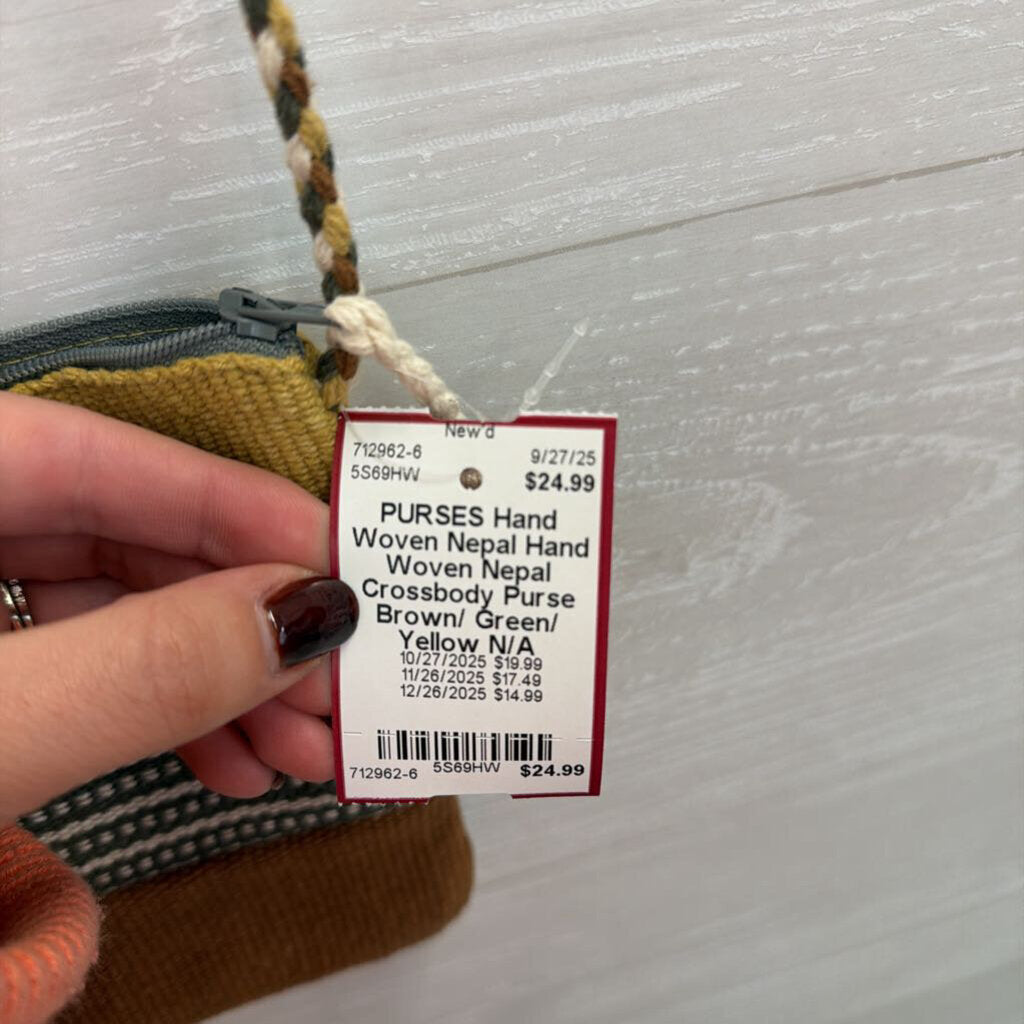 New'd
712962-6 9/27/25
5S69HW $24.99
PURSES Hand
Woven Nepal Hand
Woven Nepal
Crossbody Purse
Brown/ Green/
Yellow N/A
10/27/2025 $19.99
11/26/2025 $17.49
12/26/2025 $14.99
712962-6 5S69HW $24.99